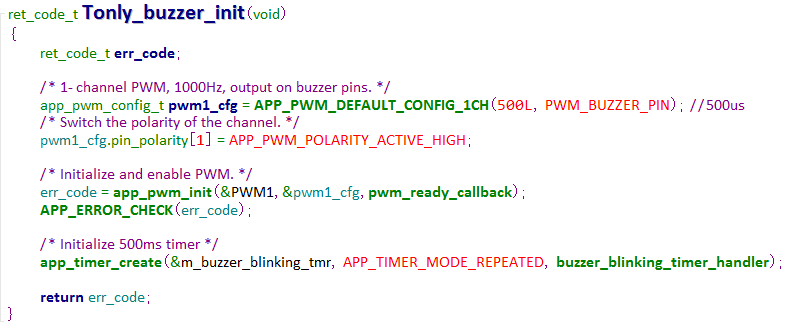 ret_code_t Tonly_buzzer_init(void)
{
ret_code_t err_code;
/* 1- channel PWM, 1000Hz, output on buzzer pins. */
app_pwm_config_t pwm1_cfg = APP_PWM_DEFAULT_CONFIG_1CH(500L, PWM_BUZZER_PIN); //500us
/* Switch the polarity of the channel. */
pwm1_cfg.pin_polarity[1] = APP_PWM_POLARITY_ACTIVE_HIGH;
/* Initialize and enable PWM. */
err_code = app_pwm_init(&PWM1, &pwm1_cfg, pwm_ready_callback);
APP_ERROR_CHECK(err_code);
/* Initialize 500ms timer */
app_timer_create(&m_buzzer_blinking_tmr, APP_TIMER_MODE_REPEATED, buzzer_blinking_timer_handler);
return err_code;
}